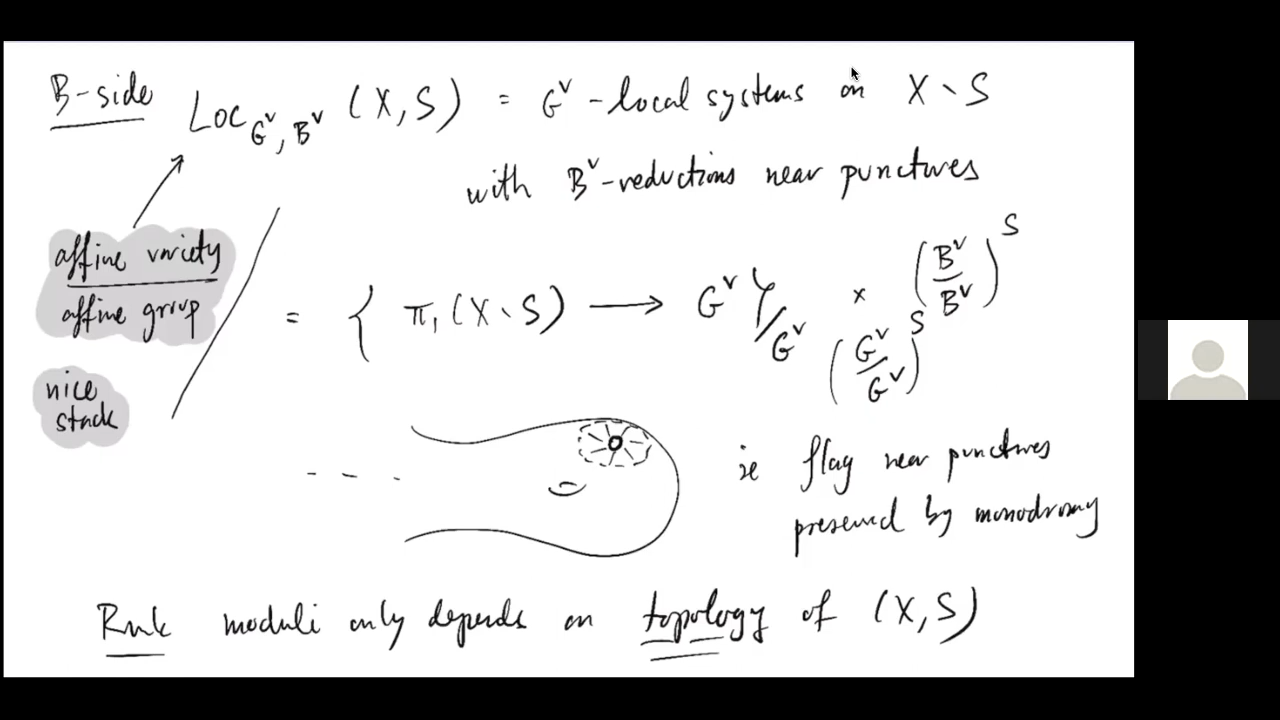 B-side Loc_{G^∨, B^∨} (X, S) = G^∨-local systems on X∖S
with B^∨-reductions near punctures
affine variety
affine group
nice
stack
= { π₁(X∖S) → G^∨ } / G^∨ × (B^∨/B^∨)^S
(G^∨/G^∨)^S
ie flag near punctures
preserved by monodromy
Rmk moduli only depends on topology of (X, S)